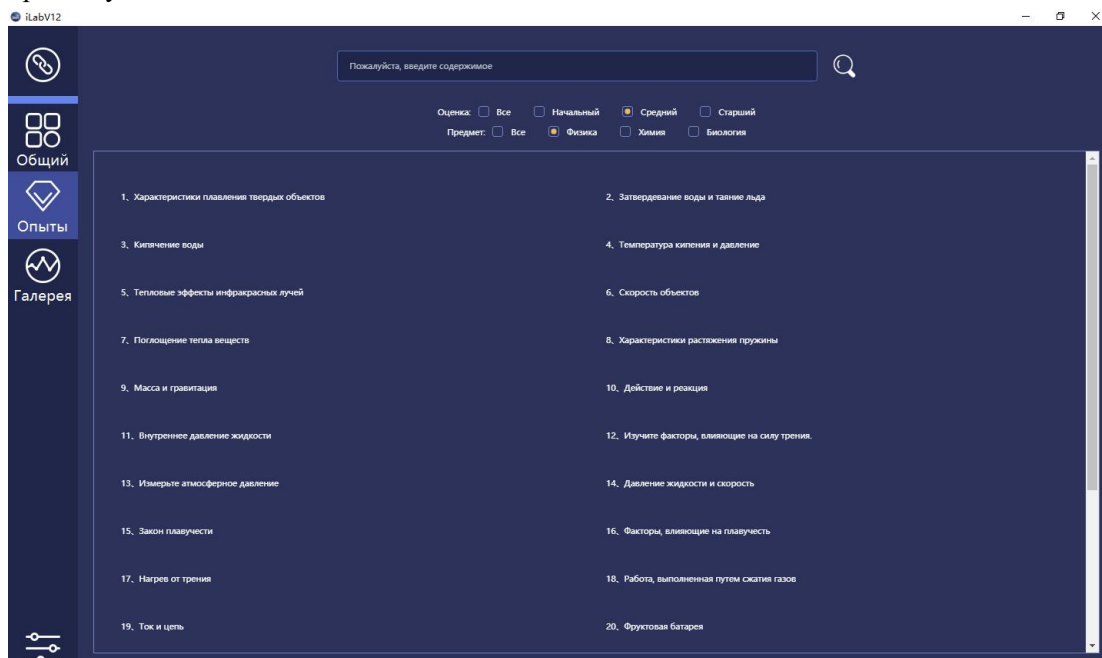 iLabV12
Пожалуйста, введите содержимое
Оценка: Все Начальный Средний Старший
Предмет: Все Физика Химия Биология
Общий
Опыты
Галерея
1、Характеристики плавления твердых объектов
2、Затвердевание воды и таяние льда
3、Кипячение воды
4、Температура кипения и давление
5、Тепловые эффекты инфракрасных лучей
6、Скорость объектов
7、Поглощение тепла веществ
8、Характеристики растяжения пружины
9、Масса и гравитация
10、Действие и реакция
11、Внутреннее давление жидкости
12、Изучите факторы, влияющие на силу трения.
13、Измерьте атмосферное давление
14、Давление жидкости и скорость
15、Закон плавучести
16、Факторы, влияющие на плавучесть
17、Нагрев от трения
18、Работа, выполненная путем сжатия газов
19、Ток и цепь
20、Фруктовая батарея